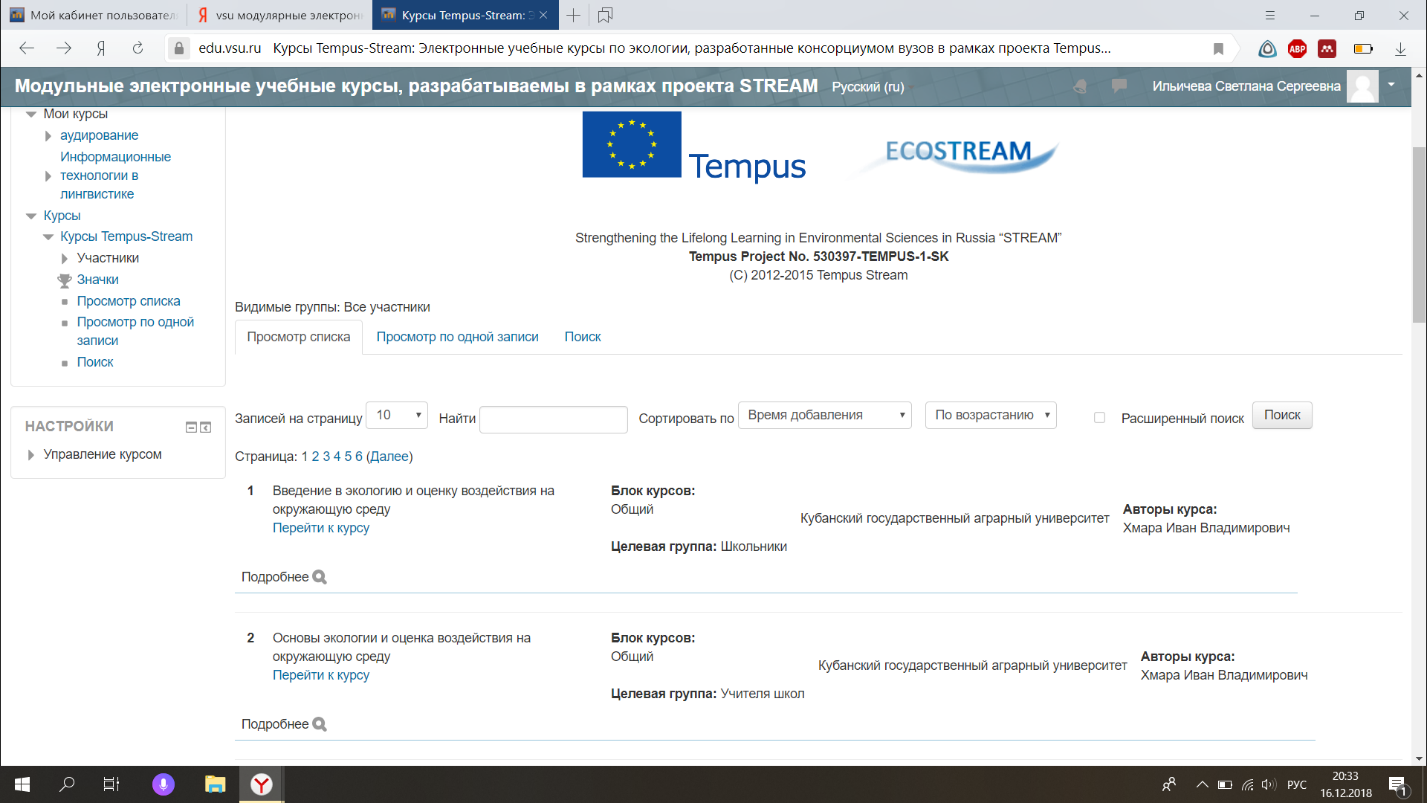 Мой кабинет пользовател
vsu модулярные электрон
Курсы Tempus-Stream: Э
edu.vsu.ru Курсы Tempus-Stream: Электронные учебные курсы по экологии, разработанные консорциумом вузов в рамках проекта Tempus...
ABP
Модульные электронные учебные курсы, разрабатываемы в рамках проекта STREAM Русский (ru)
Ильичева Светлана Сергеевна
Мои курсы
аудирование
Информационные
технологии в
лингвистике
Курсы
Курсы Tempus-Stream
Участники
Значки
Просмотр списка
Просмотр по одной
записи
Поиск
НАСТРОЙКИ
Управление курсом
Tempus
ECOSTREAM
Strengthening the Lifelong Learning in Environmental Sciences in Russia “STREAM”
Tempus Project No. 530397-TEMPUS-1-SK
(C) 2012-2015 Tempus Stream
Видимые группы: Все участники
Просмотр списка Просмотр по одной записи Поиск
Записей на страницу 10 Найти Сортировать по Время добавления По возрастанию Расширенный поиск Поиск
Страница: 1 2 3 4 5 6 (Далее)
1 Введение в экологию и оценку воздействия на
окружающую среду
Перейти к курсу
Блок курсов:
Общий
Целевая группа: Школьники
Кубанский государственный аграрный университет
Авторы курса:
Хмара Иван Владимирович
Подробнее
2 Основы экологии и оценка воздействия на
окружающую среду
Перейти к курсу
Блок курсов:
Общий
Целевая группа: Учителя школ
Кубанский государственный аграрный университет
Авторы курса:
Хмара Иван Владимирович
Подробнее
РУС
20:33
16.12.2018
1